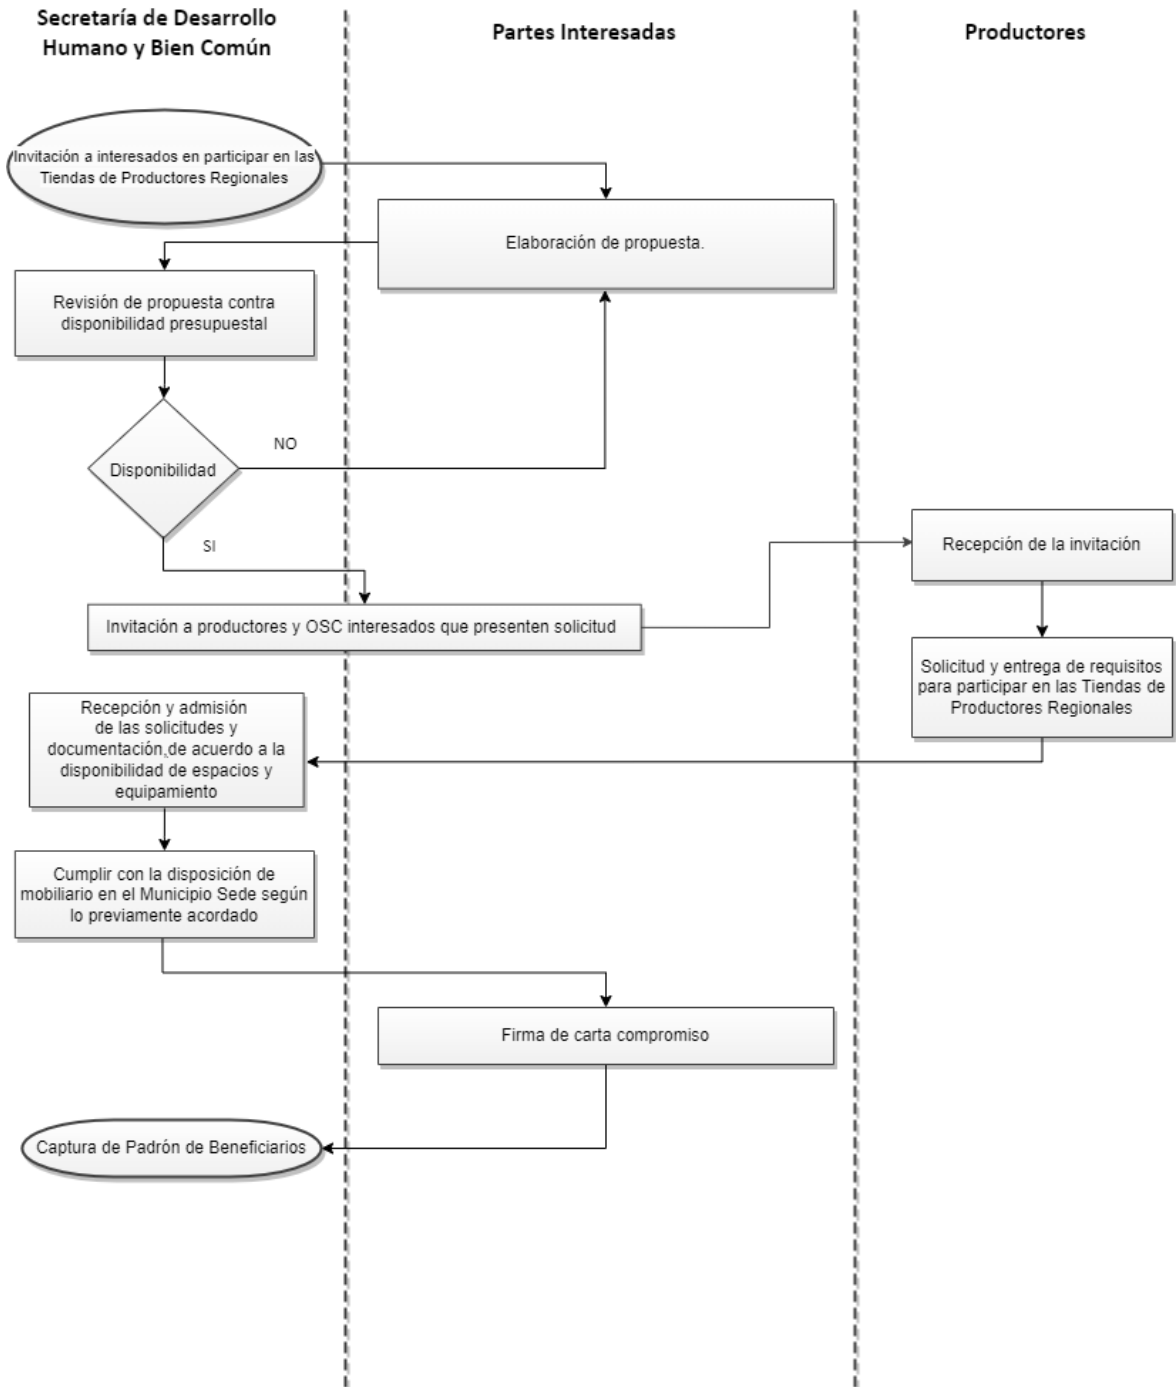 Secretaría de Desarrollo
Humano y Bien Común
Partes Interesadas
Productores
Invitación a interesados en participar en las
Tiendas de Productores Regionales
Elaboración de propuesta.
Revisión de propuesta contra
disponibilidad presupuestal
Disponibilidad
NO
SI
Recepción de la invitación
Invitación a productores y OSC interesados que presenten solicitud
Solicitud y entrega de requisitos
para participar en las Tiendas de
Productores Regionales
Recepción y admisión
de las solicitudes y
documentación,de acuerdo a la
disponibilidad de espacios y
equipamiento
Cumplir con la disposición de
mobiliario en el Municipio Sede según
lo previamente acordado
Firma de carta compromiso
Captura de Padrón de Beneficiarios